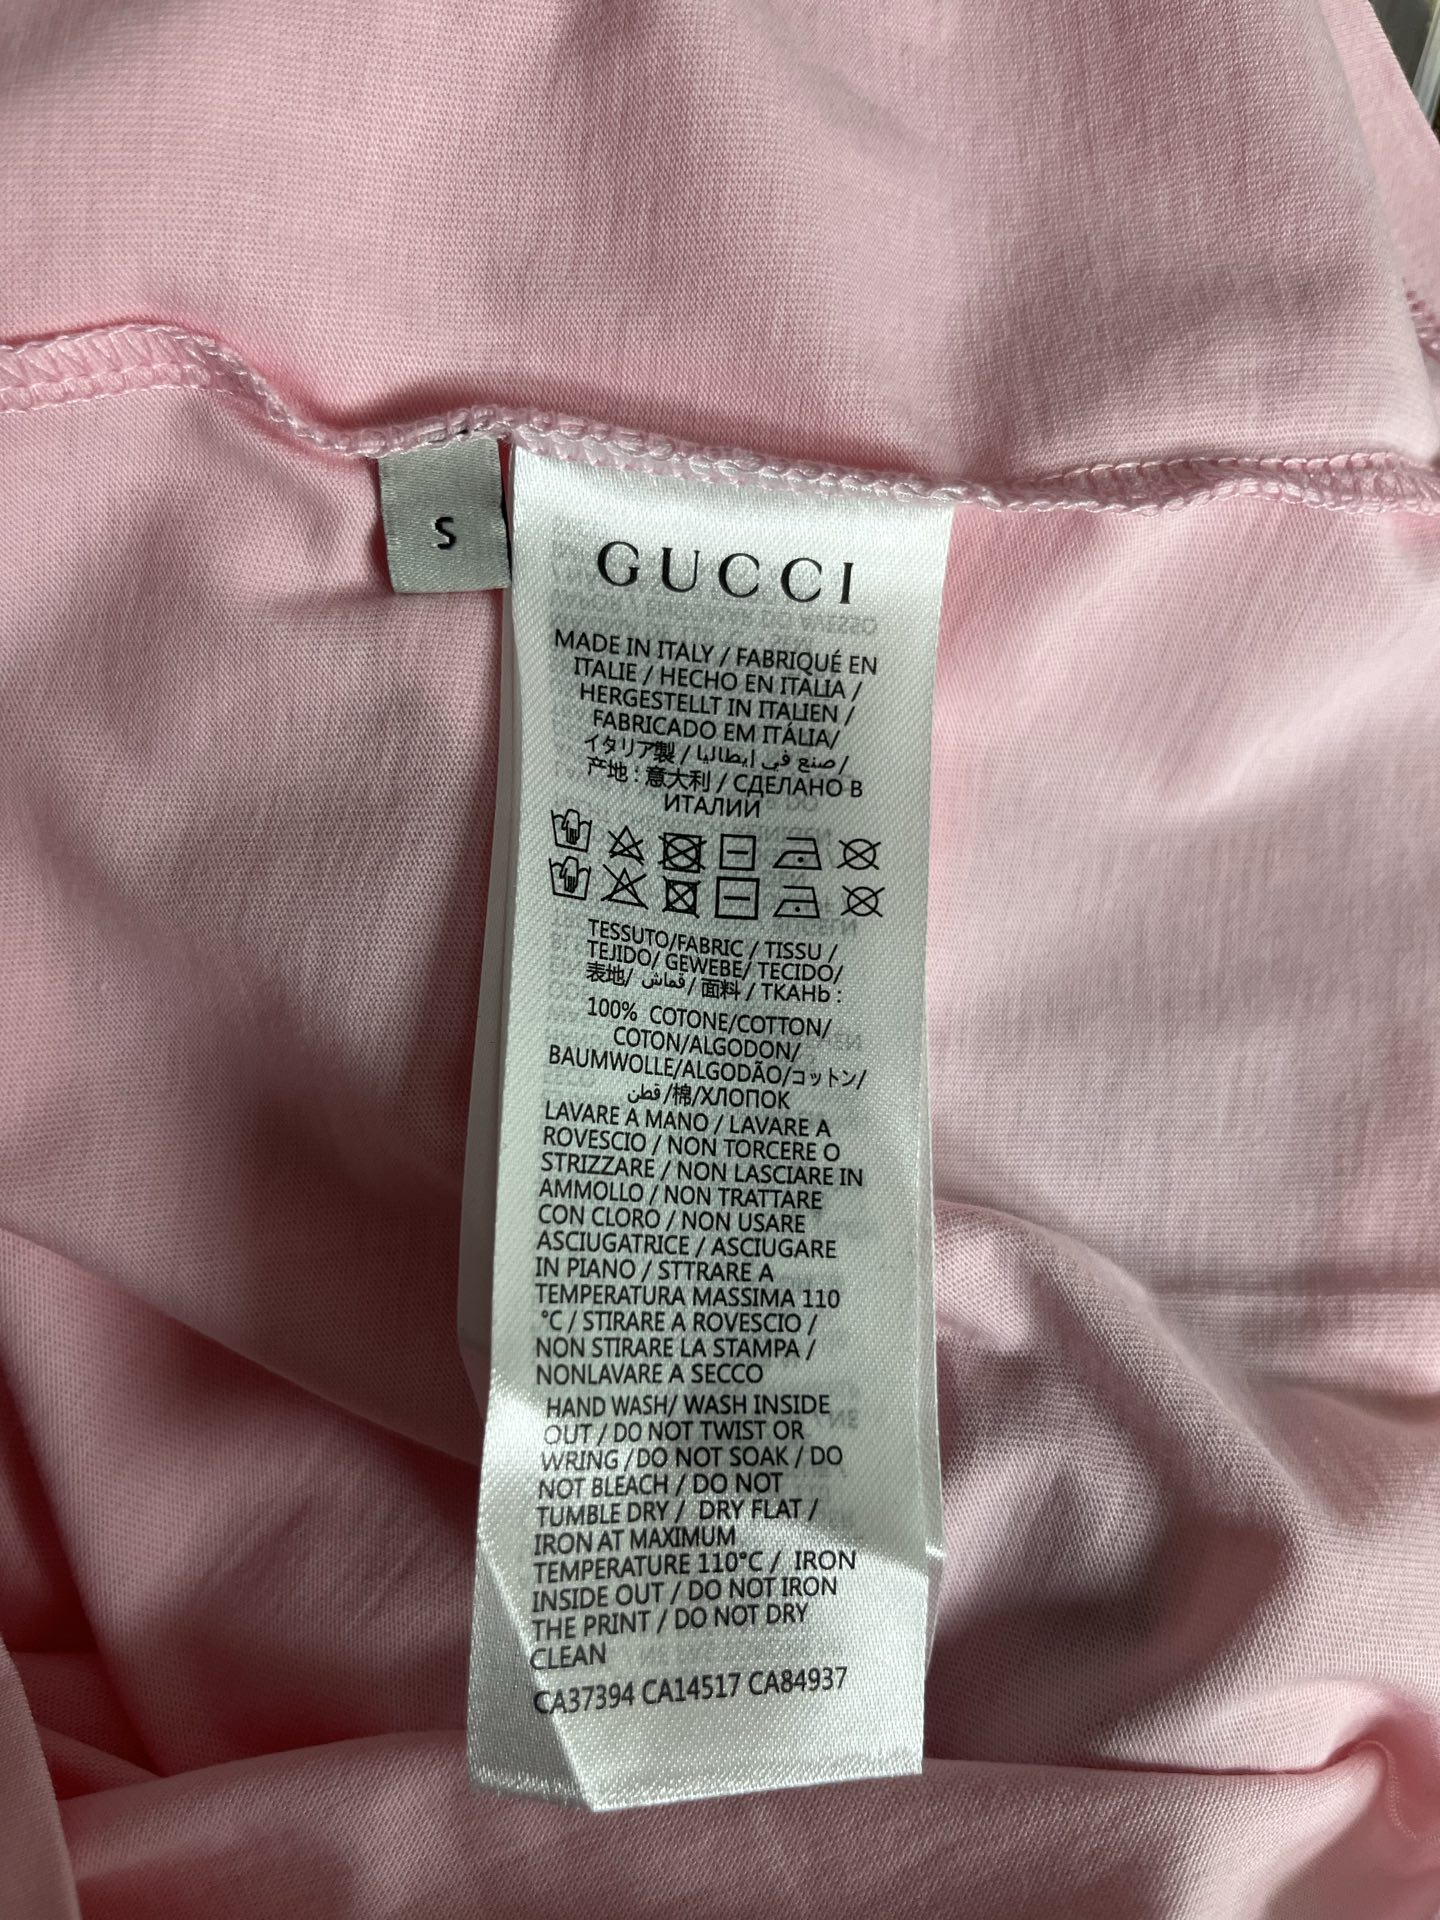 S
GUCCI
MADE IN ITALY / FABRIQUÉ EN
ITALIE / HECHO EN ITALIA /
HERGESTELLT IN ITALIEN /
FABRICADO EM ITÁLIA/
イタリア製 / صنع في إيطاليا /
产地 : 意大利 / СДЕЛАНО В
ИТАЛИИ
TESSUTO/FABRIC / TISSU /
TEJIDO/ GEWEBE/ TECIDO/
表地/ قماش / 面料 / TKAHb :
100% COTONE/COTTON/
COTON/ALGODON/
BAUMWOLLE/ALGODÃO/コットン/
قطن /棉/ХЛОПОК
LAVARE A MANO / LAVARE A
ROVESCIO / NON TORCERE O
STRIZZARE / NON LASCIARE IN
AMMOLLO / NON TRATTARE
CON CLORO / NON USARE
ASCIUGATRICE / ASCIUGARE
IN PIANO / STTRARE A
TEMPERATURA MASSIMA 110
°C / STIRARE A ROVESCIO /
NON STIRARE LA STAMPA /
NONLAVARE A SECCO
HAND WASH/ WASH INSIDE
OUT / DO NOT TWIST OR
WRING /DO NOT SOAK / DO
NOT BLEACH / DO NOT
TUMBLE DRY / DRY FLAT /
IRON AT MAXIMUM
TEMPERATURE 110°C / IRON
INSIDE OUT / DO NOT IRON
THE PRINT / DO NOT DRY
CLEAN
CA37394 CA14517 CA84937